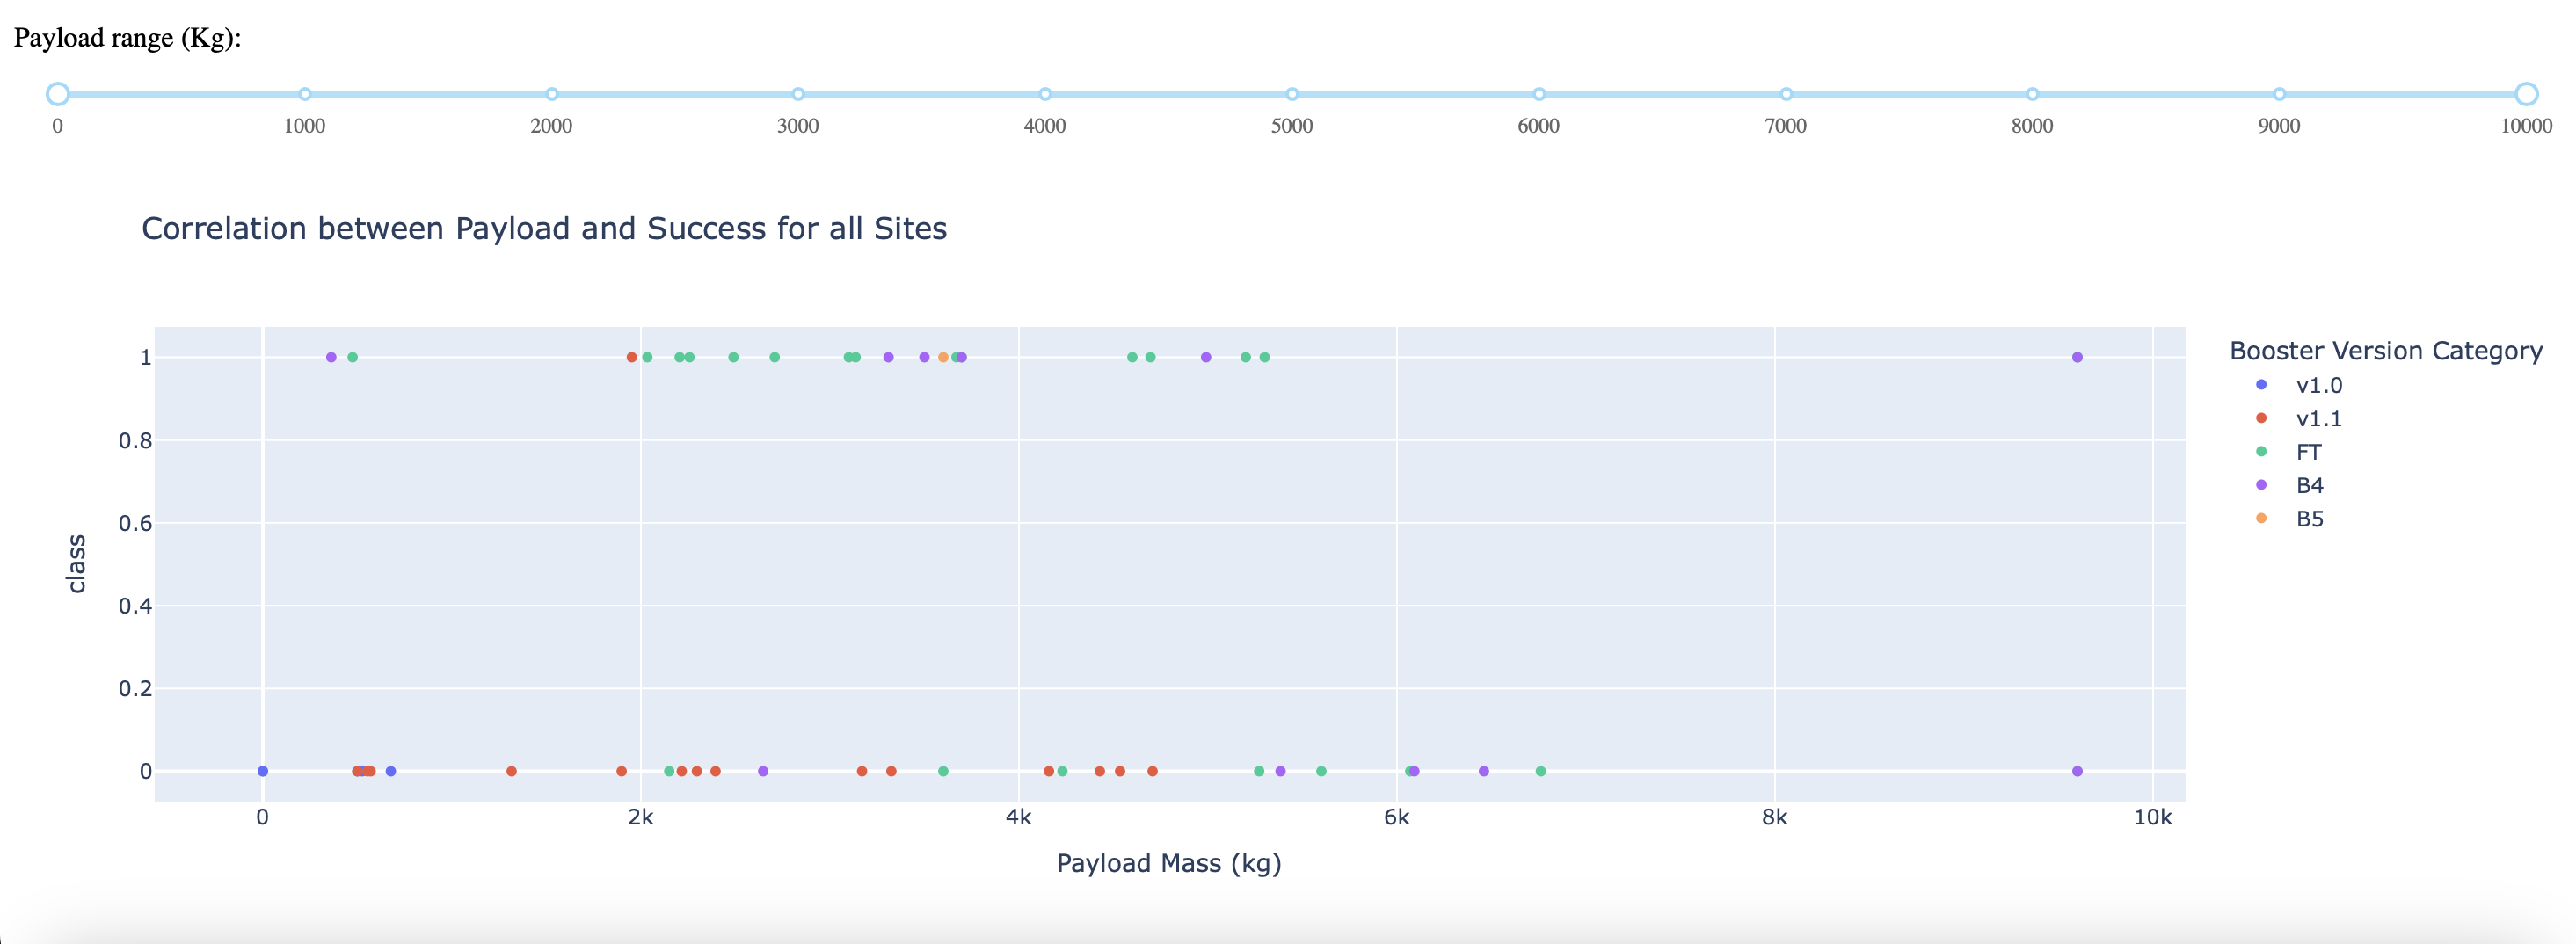 Payload range (Kg):
0 1000 2000 3000 4000 5000 6000 7000 8000 9000 10000
Correlation between Payload and Success for all Sites
Booster Version Category
v1.0
v1.1
FT
B4
B5
1
0.8
0.6
0.4
0.2
0
class
0 2k 4k 6k 8k 10k
Payload Mass (kg)